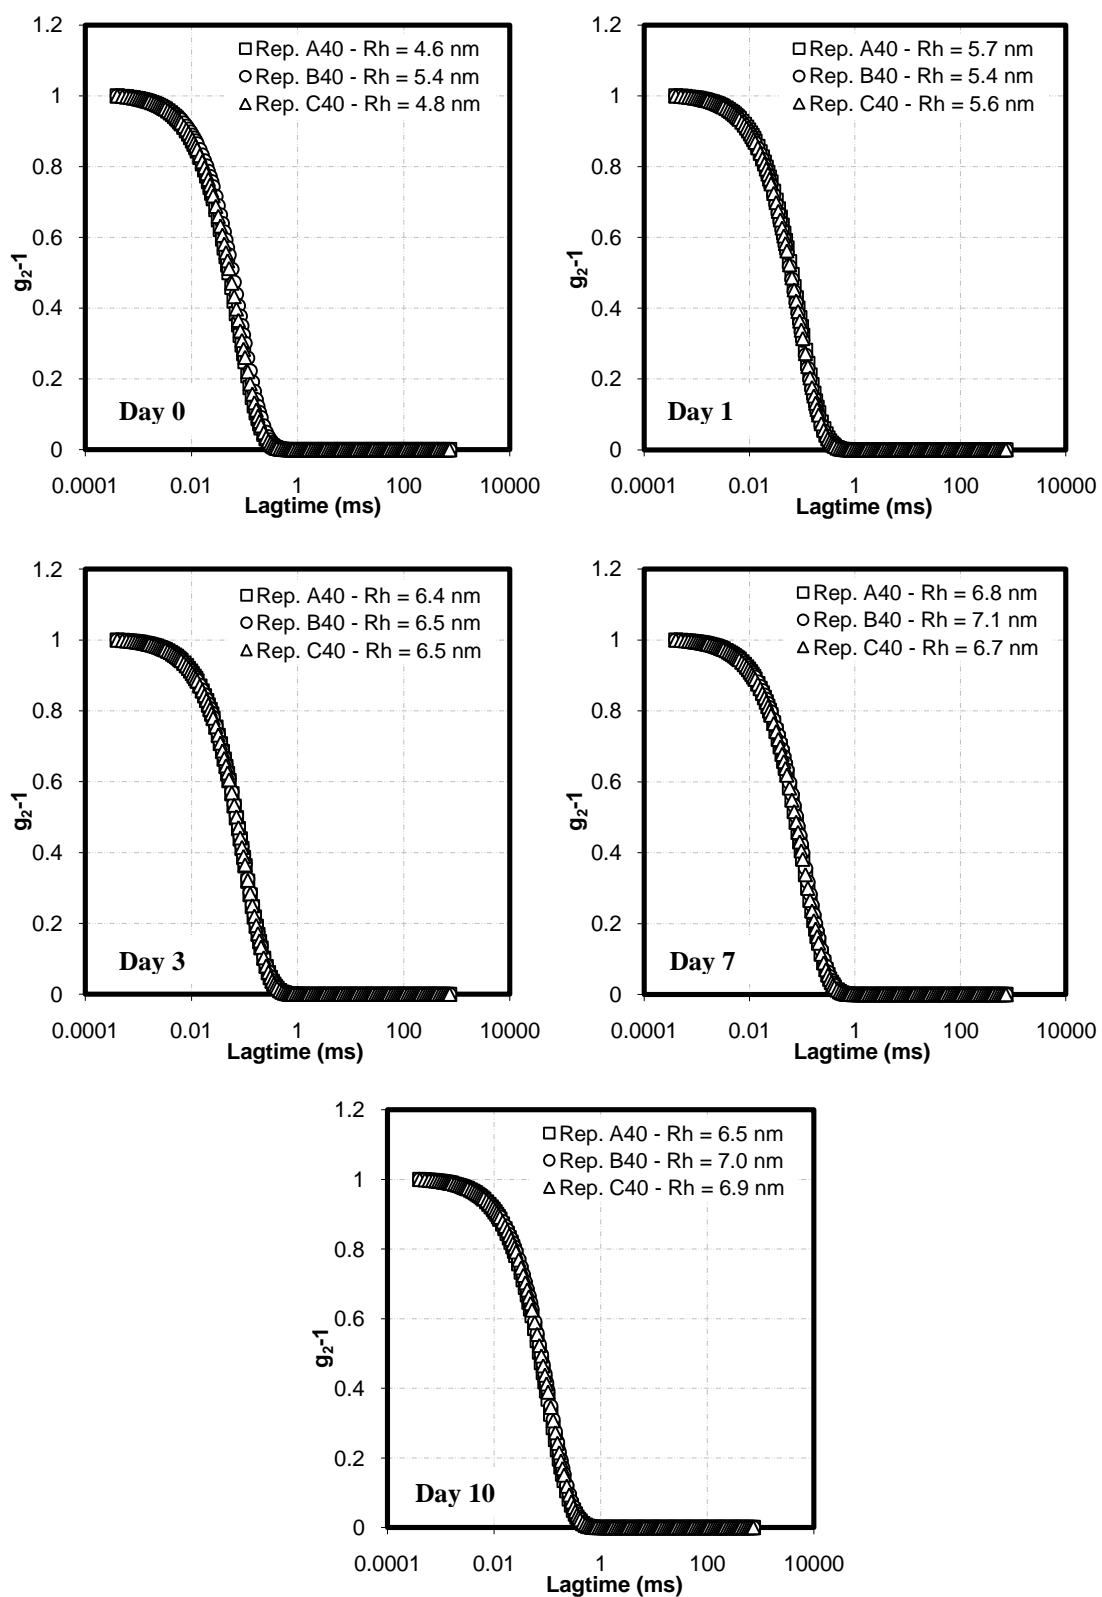 1.2
1
0.8
0.6
0.4
0.2
0
g₂-1
□Rep. A40 - Rh = 4.6 nm
○Rep. B40 - Rh = 5.4 nm
△Rep. C40 - Rh = 4.8 nm
Day 0
0.0001 0.01 1 100 10000
Lagtime (ms)
1.2
1
0.8
0.6
0.4
0.2
0
g₂-1
□Rep. A40 - Rh = 5.7 nm
○Rep. B40 - Rh = 5.4 nm
△Rep. C40 - Rh = 5.6 nm
Day 1
0.0001 0.01 1 100 10000
Lagtime (ms)
1.2
1
0.8
0.6
0.4
0.2
0
g₂-1
□Rep. A40 - Rh = 6.4 nm
○Rep. B40 - Rh = 6.5 nm
△Rep. C40 - Rh = 6.5 nm
Day 3
0.0001 0.01 1 100 10000
Lagtime (ms)
1.2
1
0.8
0.6
0.4
0.2
0
g₂-1
□Rep. A40 - Rh = 6.8 nm
○Rep. B40 - Rh = 7.1 nm
△Rep. C40 - Rh = 6.7 nm
Day 7
0.0001 0.01 1 100 10000
Lagtime (ms)
1.2
1
0.8
0.6
0.4
0.2
0
g₂-1
□Rep. A40 - Rh = 6.5 nm
○Rep. B40 - Rh = 7.0 nm
△Rep. C40 - Rh = 6.9 nm
Day 10
0.0001 0.01 1 100 10000
Lagtime (ms)